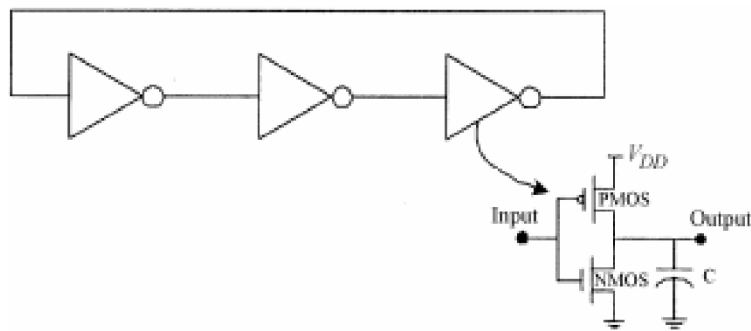 V_DD
PMOS
Input
Output
NMOS
C